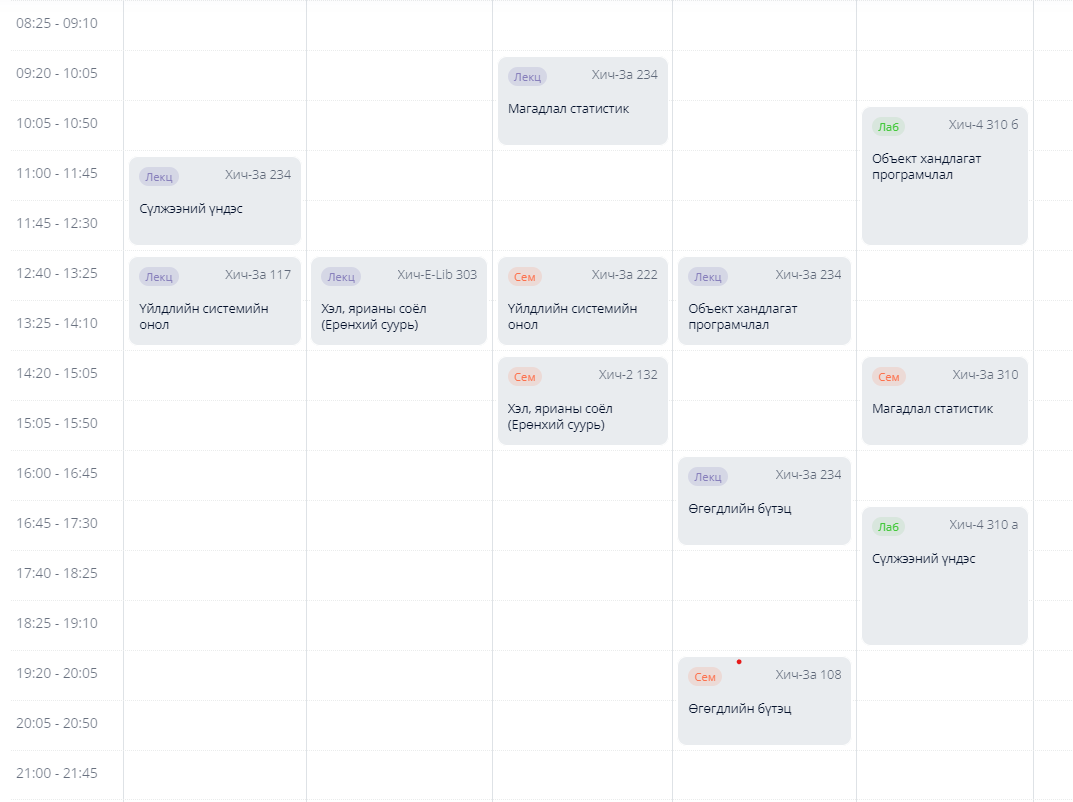 08:25 - 09:10
09:20 - 10:05
Лекц Хич-3а 234
Магадлал статистик
10:05 - 10:50
Лаб Хич-4 310 б
Объект хандлагат
програмчлал
11:00 - 11:45
Лекц Хич-3а 234
Сүлжээний үндэс
11:45 - 12:30
12:40 - 13:25
Лекц Хич-3а 117
Үйлдлийн системийн
онол
Лекц Хич-E-Lib 303
Хэл, ярианы соёл
(Ерөнхий суурь)
Сем Хич-3а 222
Үйлдлийн системийн
онол
Лекц Хич-3а 234
Объект хандлагат
програмчлал
13:25 - 14:10
14:20 - 15:05
Сем Хич-2 132
Хэл, ярианы соёл
(Ерөнхий суурь)
Сем Хич-3а 310
Магадлал статистик
15:05 - 15:50
16:00 - 16:45
Лекц Хич-3а 234
Өгөгдлийн бүтэц
16:45 - 17:30
Лаб Хич-4 310 а
Сүлжээний үндэс
17:40 - 18:25
18:25 - 19:10
19:20 - 20:05
Сем Хич-3а 108
Өгөгдлийн бүтэц
20:05 - 20:50
21:00 - 21:45